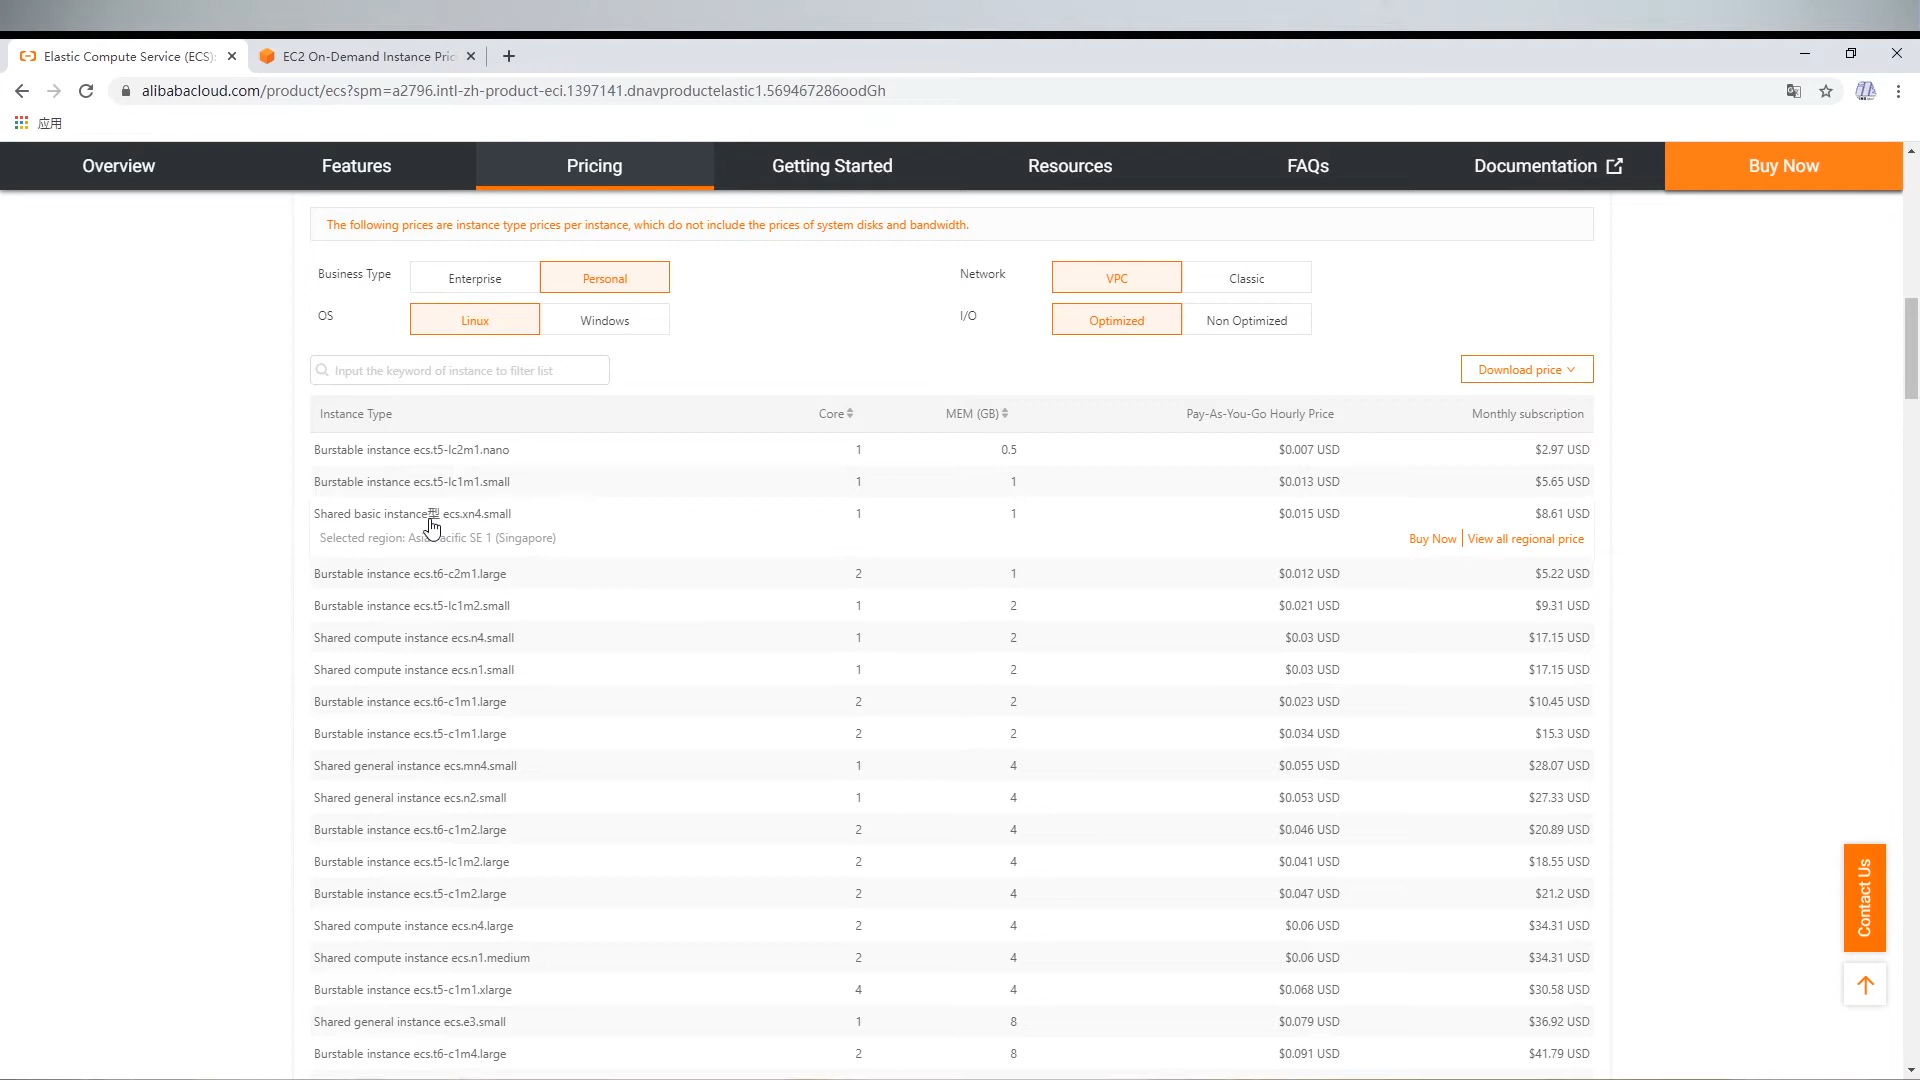 Elastic Compute Service (ECS):
EC2 On-Demand Instance Pric
alibabacloud.com/product/ecs?spm=a2796.intl-zh-product-eci.1397141.dnavproductelastic1.569467286oodGh
应用
Overview
Features
Pricing
Getting Started
Resources
FAQs
Documentation
Buy Now
The following prices are instance type prices per instance, which do not include the prices of system disks and bandwidth.
Business Type Enterprise Personal Network VPC Classic
OS Linux Windows I/O Optimized Non Optimized
Input the keyword of instance to filter list
Download price
Instance Type Core MEM (GB) Pay-As-You-Go Hourly Price Monthly subscription
Burstable instance ecs.t5-lc2m1.nano 1 0.5 $0.007 USD $2.97 USD
Burstable instance ecs.t5-lc1m1.small 1 1 $0.013 USD $5.65 USD
Shared basic instance型 ecs.xn4.small 1 1 $0.015 USD $8.61 USD
Selected region: Asia Pacific SE 1 (Singapore) Buy Now View all regional price
Burstable instance ecs.t6-c2m1.large 2 1 $0.012 USD $5.22 USD
Burstable instance ecs.t5-lc1m2.small 1 2 $0.021 USD $9.31 USD
Shared compute instance ecs.n4.small 1 2 $0.03 USD $17.15 USD
Shared compute instance ecs.n1.small 1 2 $0.03 USD $17.15 USD
Burstable instance ecs.t6-c1m1.large 2 2 $0.023 USD $10.45 USD
Burstable instance ecs.t5-c1m1.large 2 2 $0.034 USD $15.3 USD
Shared general instance ecs.mn4.small 1 4 $0.055 USD $28.07 USD
Shared general instance ecs.n2.small 1 4 $0.053 USD $27.33 USD
Burstable instance ecs.t6-c1m2.large 2 4 $0.046 USD $20.89 USD
Burstable instance ecs.t5-lc1m2.large 2 4 $0.041 USD $18.55 USD
Burstable instance ecs.t5-c1m2.large 2 4 $0.047 USD $21.2 USD
Shared compute instance ecs.n4.large 2 4 $0.06 USD $34.31 USD
Shared compute instance ecs.n1.medium 2 4 $0.06 USD $34.31 USD
Burstable instance ecs.t5-c1m1.xlarge 4 4 $0.068 USD $30.58 USD
Shared general instance ecs.e3.small 1 8 $0.079 USD $36.92 USD
Burstable instance ecs.t6-c1m4.large 2 8 $0.091 USD $41.79 USD
Contact Us